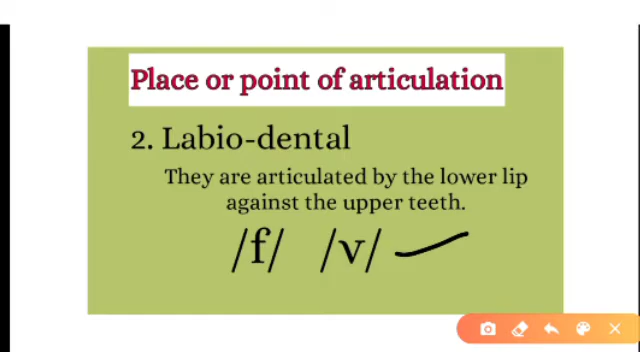 Place or point of articulation
2. Labio-dental
They are articulated by the lower lip
against the upper teeth.
/f/ /v/